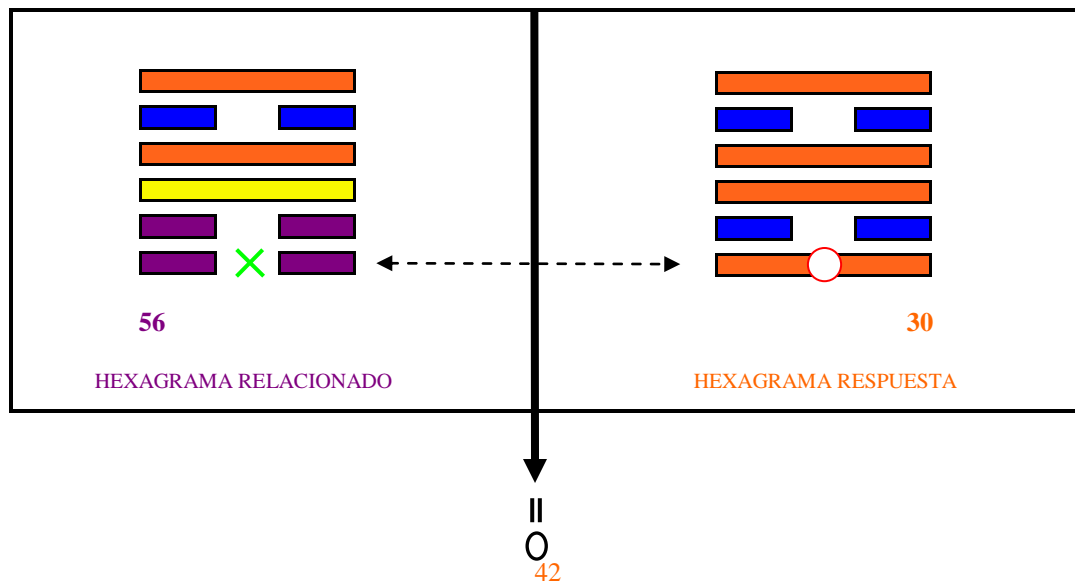 56
30
HEXAGRAMA RELACIONADO
HEXAGRAMA RESPUESTA
=
O
42